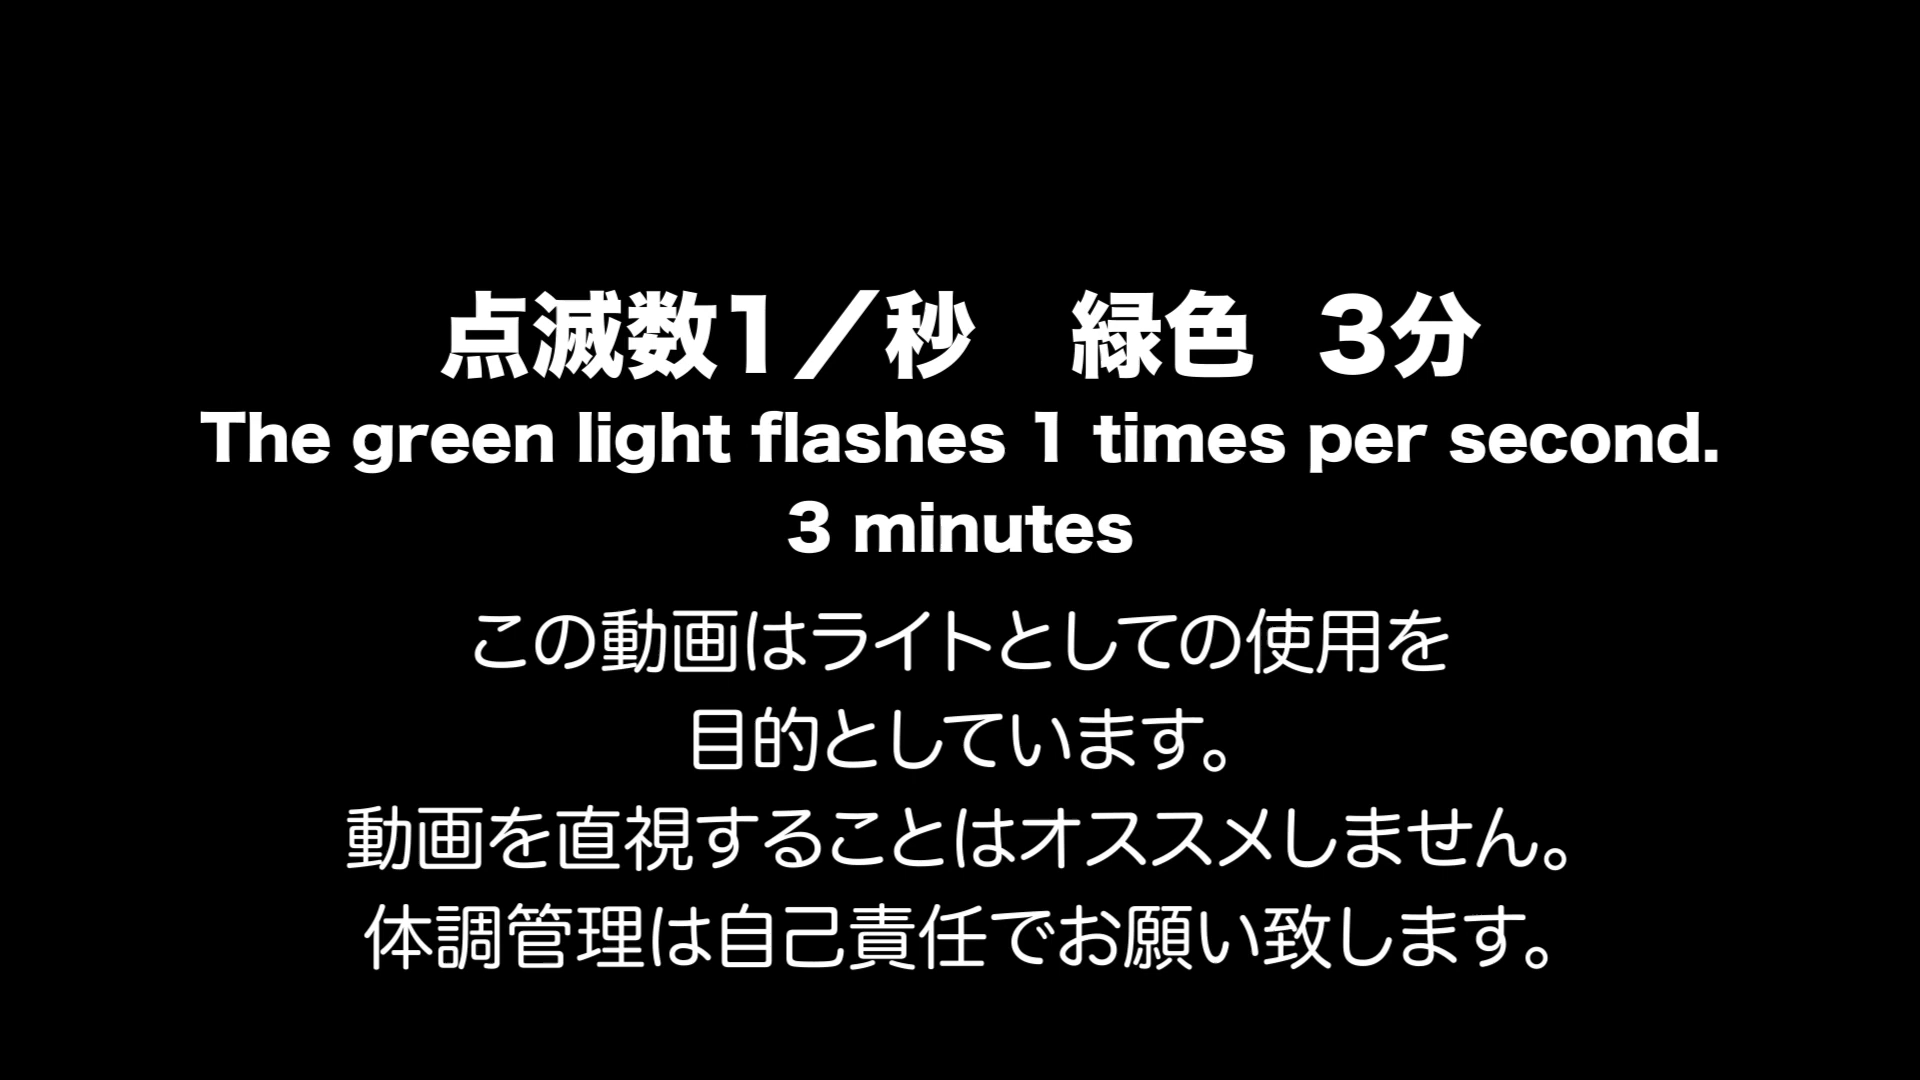 点滅数1／秒　緑色 3分
The green light flashes 1 times per second.
3 minutes
この動画はライトとしての使用を
目的としています。
動画を直視することはオススメしません。
体調管理は自己責任でお願い致します。